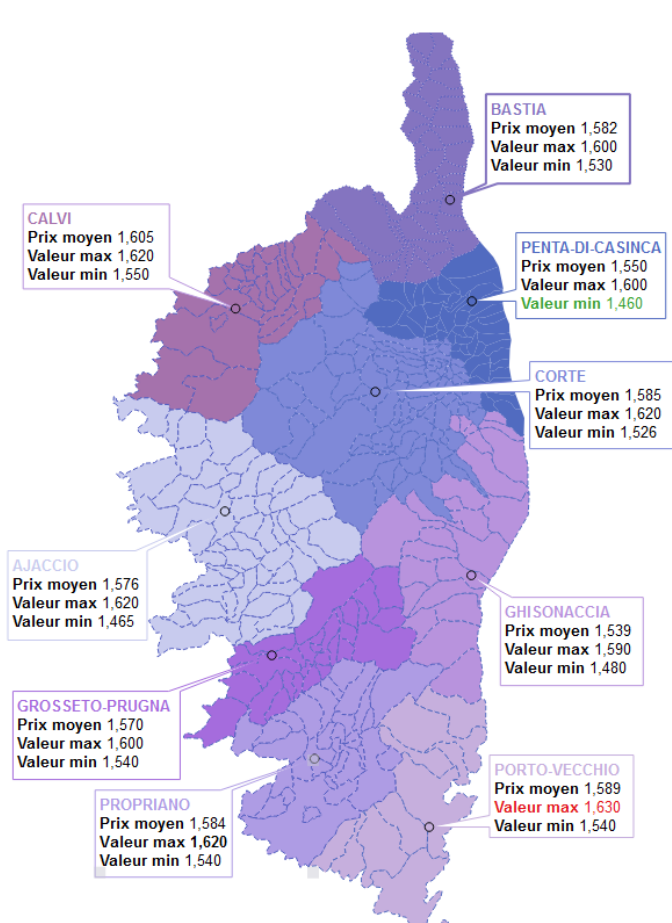 BASTIA
Prix moyen 1,582
Valeur max 1,600
Valeur min 1,530
CALVI
Prix moyen 1,605
Valeur max 1,620
Valeur min 1,550
PENTA-DI-CASINCA
Prix moyen 1,550
Valeur max 1,600
Valeur min 1,460
CORTE
Prix moyen 1,585
Valeur max 1,620
Valeur min 1,526
AJACCIO
Prix moyen 1,576
Valeur max 1,620
Valeur min 1,465
GHISONACCIA
Prix moyen 1,539
Valeur max 1,590
Valeur min 1,480
GROSSETO-PRUGNA
Prix moyen 1,570
Valeur max 1,600
Valeur min 1,540
PORTO-VECCHIO
Prix moyen 1,589
Valeur max 1,630
Valeur min 1,540
PROPRIANO
Prix moyen 1,584
Valeur max 1,620
Valeur min 1,540